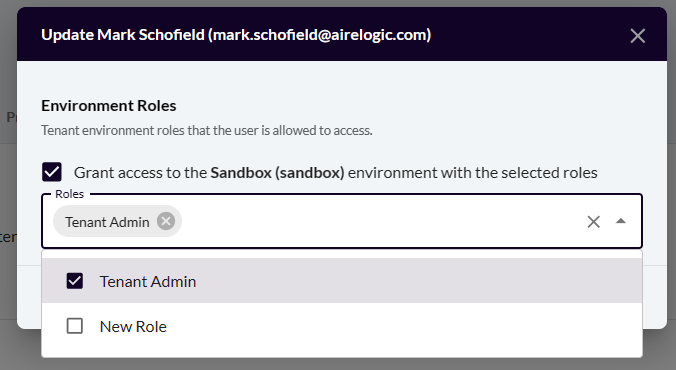 Update Mark Schofield (mark.schofield@airelogic.com)
Environment Roles
Tenant environment roles that the user is allowed to access.
Grant access to the Sandbox (sandbox) environment with the selected roles
Roles
Tenant Admin
Tenant Admin
New Role